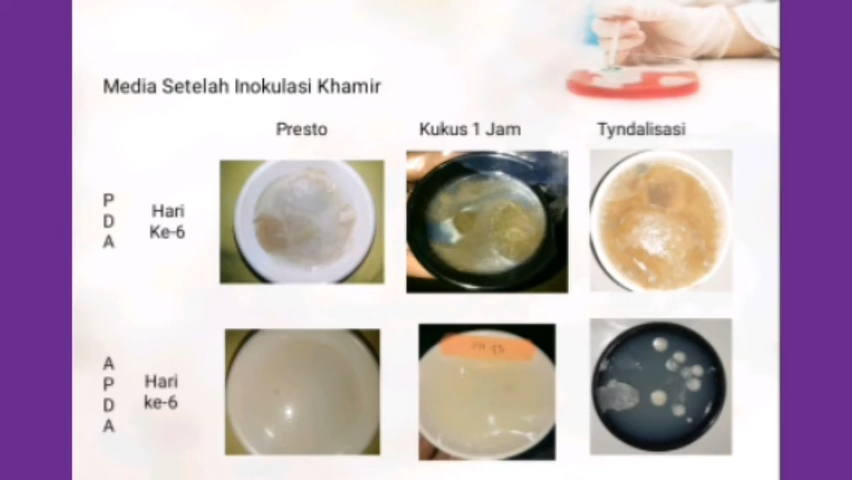 Media Setelah Inokulasi Khamir
Presto
Kukus 1 Jam
Tyndalisasi
P
D
A
Hari
Ke-6
A
P
D
A
Hari
ke-6